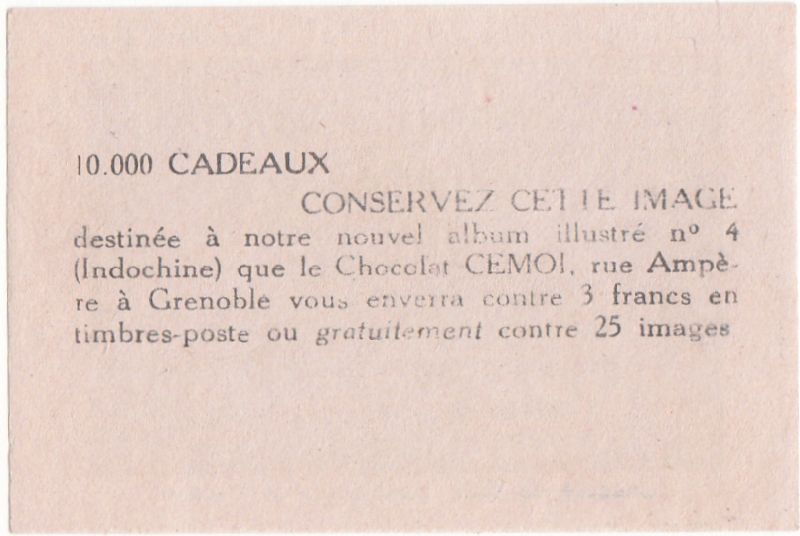 10.000 CADEAUX
CONSERVEZ CETTE IMAGE
destinée à notre nouvel album illustré nº 4
(Indochine) que le Chocolat CEMOI, rue Ampè-
re à Grenoble vous enverra contre 3 francs en
timbres-poste ou gratuitement contre 25 images